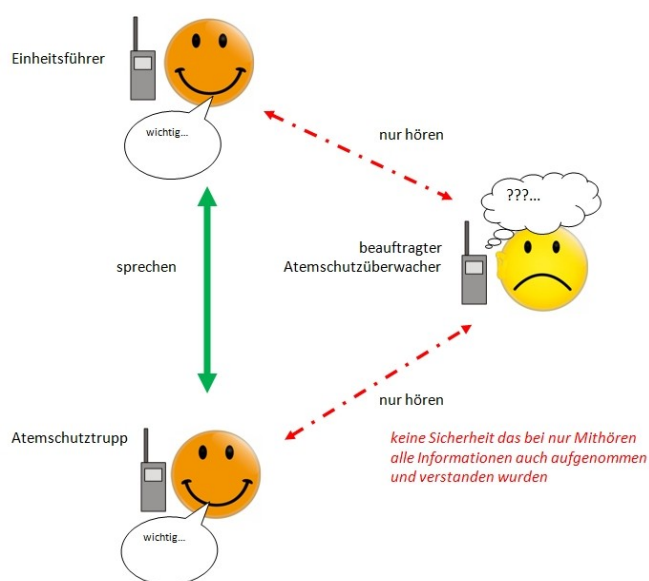 Einheitsführer
wichtig...
nur hören
???...
beauftragter
Atemschutzüberwacher
sprechen
nur hören
Atemschutztrupp
keine Sicherheit das bei nur Mithören
alle Informationen auch aufgenommen
und verstanden wurden
wichtig...